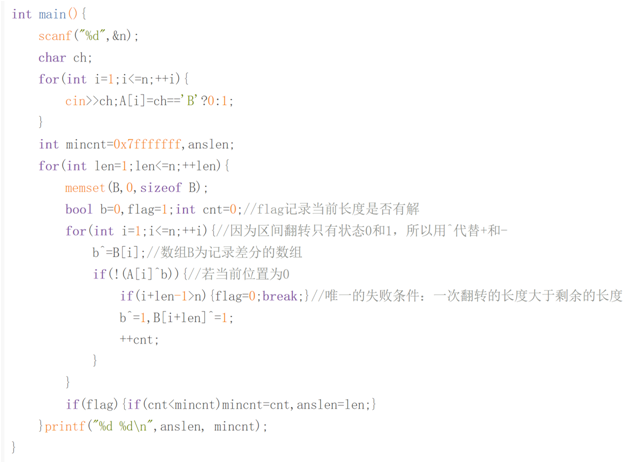 int main(){
scanf("%d",&n);
char ch;
for(int i=1;i<=n;++i){
cin>>ch;A[i]=ch=='B'?0:1;
}
int mincnt=0x7fffffff,anslen;
for(int len=1;len<=n;++len){
memset(B,0,sizeof B);
bool b=0,flag=1;int cnt=0;//flag记录当前长度是否有解
for(int i=1;i<=n;++i){//因为区间翻转只有状态0和1，所以用^代替+和-
b^=B[i];//数组B为记录差分的数组
if(!(A[i]^b)){//若当前位置为0
if(i+len-1>n){flag=0;break;}//唯一的失败条件：一次翻转的长度大于剩余的长度
b^=1,B[i+len]^=1;
++cnt;
}
}
if(flag){if(cnt<mincnt)mincnt=cnt,anslen=len;}
}printf("%d %d\n",anslen, mincnt);
}